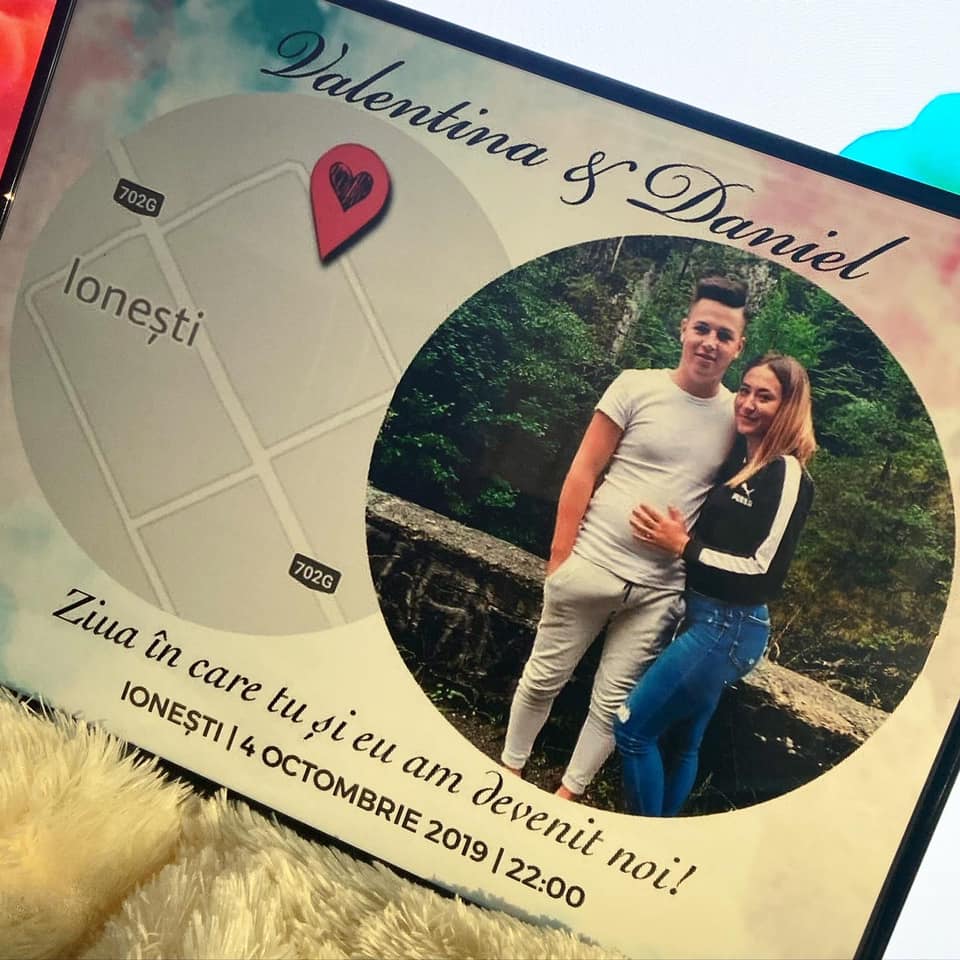 Valentina & Daniel
702G
Ionești
702G
PUMA
Ziua în care tu și eu am devenit noi!
IONEȘTI | 4 OCTOMBRIE 2019 | 22:00